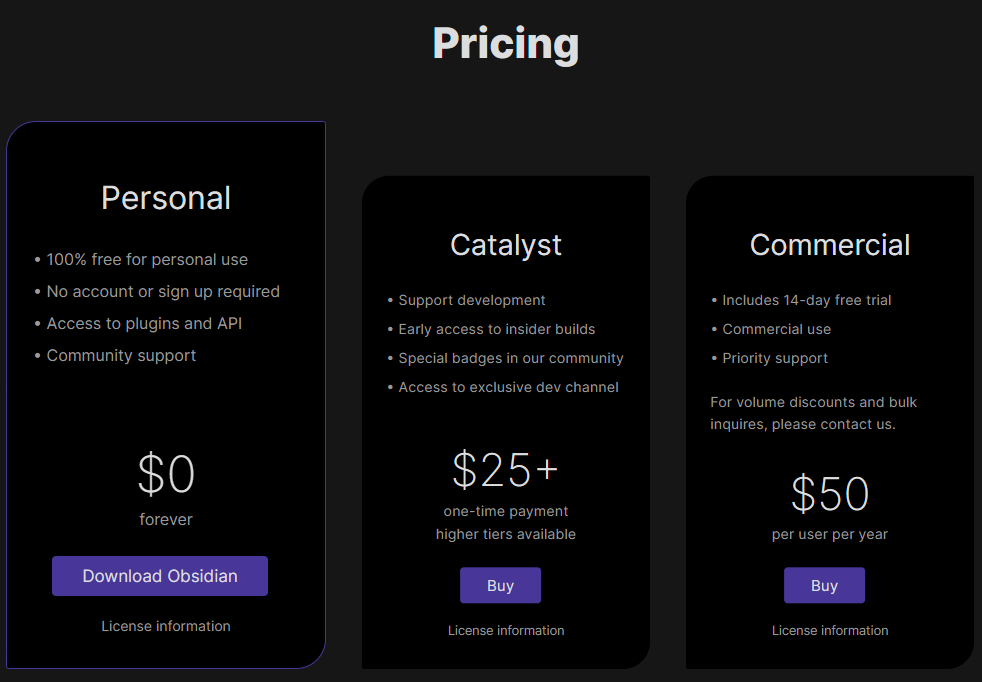 Pricing
Personal
• 100% free for personal use
• No account or sign up required
• Access to plugins and API
• Community support
$0
forever
Download Obsidian
License information
Catalyst
• Support development
• Early access to insider builds
• Special badges in our community
• Access to exclusive dev channel
$25+
one-time payment
higher tiers available
Buy
License information
Commercial
• Includes 14-day free trial
• Commercial use
• Priority support
For volume discounts and bulk
inquires, please contact us.
$50
per user per year
Buy
License information